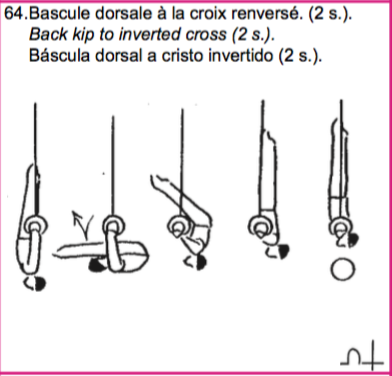 64.Bascule dorsale à la croix renversé. (2 s.).
Back kip to inverted cross (2 s.).
Báscula dorsal a cristo invertido (2 s.).